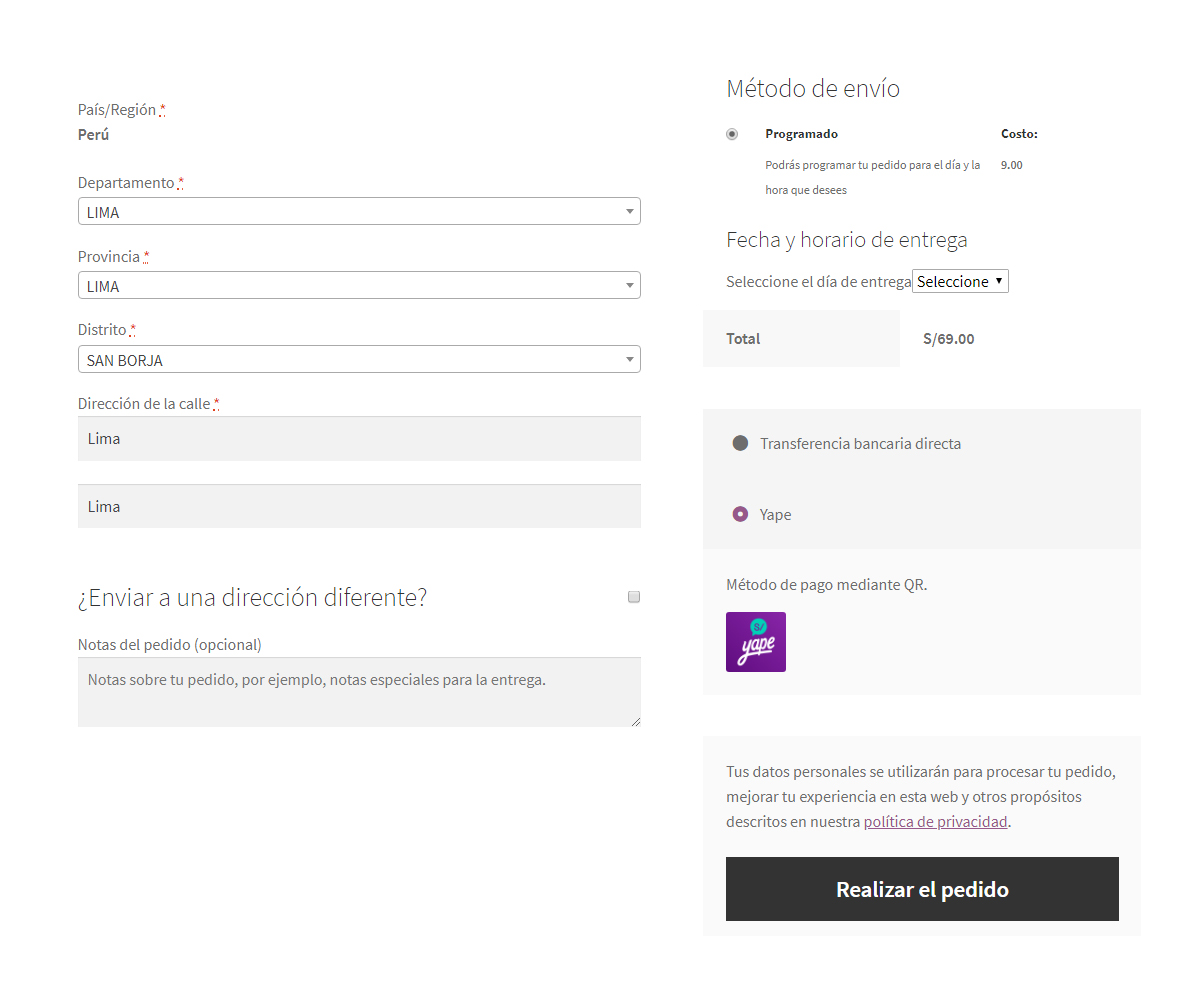 País/Región *
Perú
Departamento *
LIMA
Provincia *
LIMA
Distrito *
SAN BORJA
Dirección de la calle *
Lima
Lima
¿Enviar a una dirección diferente?
Notas del pedido (opcional)
Notas sobre tu pedido, por ejemplo, notas especiales para la entrega.
Método de envío
Programado Costo:
Podrás programar tu pedido para el día y la 9.00
hora que desees
Fecha y horario de entrega
Seleccione el día de entrega Seleccione
Total S/69.00
Transferencia bancaria directa
Yape
Método de pago mediante QR.
S/
yape
Tus datos personales se utilizarán para procesar tu pedido,
mejorar tu experiencia en esta web y otros propósitos
descritos en nuestra política de privacidad.
Realizar el pedido